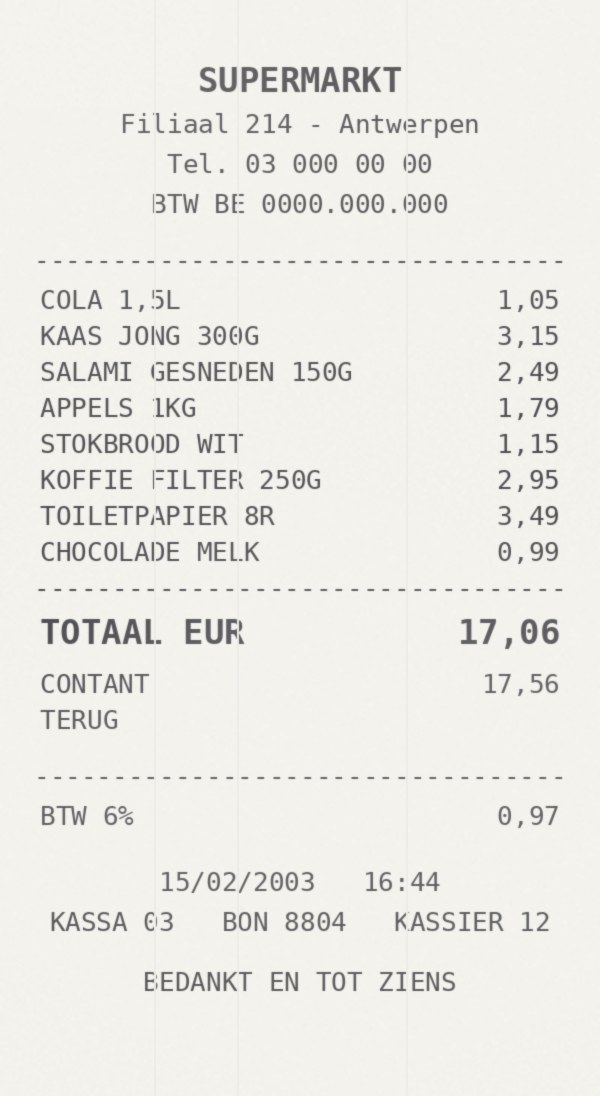 SUPERMARKT
Filiaal 214 - Antwerpen
Tel. 03 000 00 00
BTW BE 0000.000.000
COLA 1,5L 1,05
KAAS JONG 300G 3,15
SALAMI GESNEDEN 150G 2,49
APPELS 1KG 1,79
STOKBROOD WIT 1,15
KOFFIE FILTER 250G 2,95
TOILETPAPIER 8R 3,49
CHOCOLADE MELK 0,99
TOTAAL EUR 17,06
CONTANT 17,56
TERUG
BTW 6% 0,97
15/02/2003 16:44
KASSA 03 BON 8804 KASSIER 12
BEDANKT EN TOT ZIENS